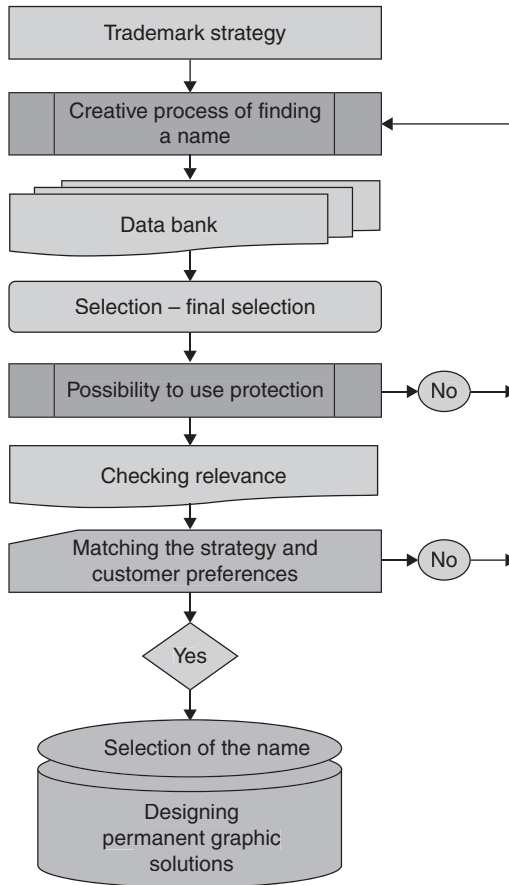 Trademark strategy
Creative process of finding
a name
Data bank
Selection – final selection
Possibility to use protection
No
Checking relevance
Matching the strategy and
customer preferences
No
Yes
Selection of the name
Designing
permanent graphic
solutions